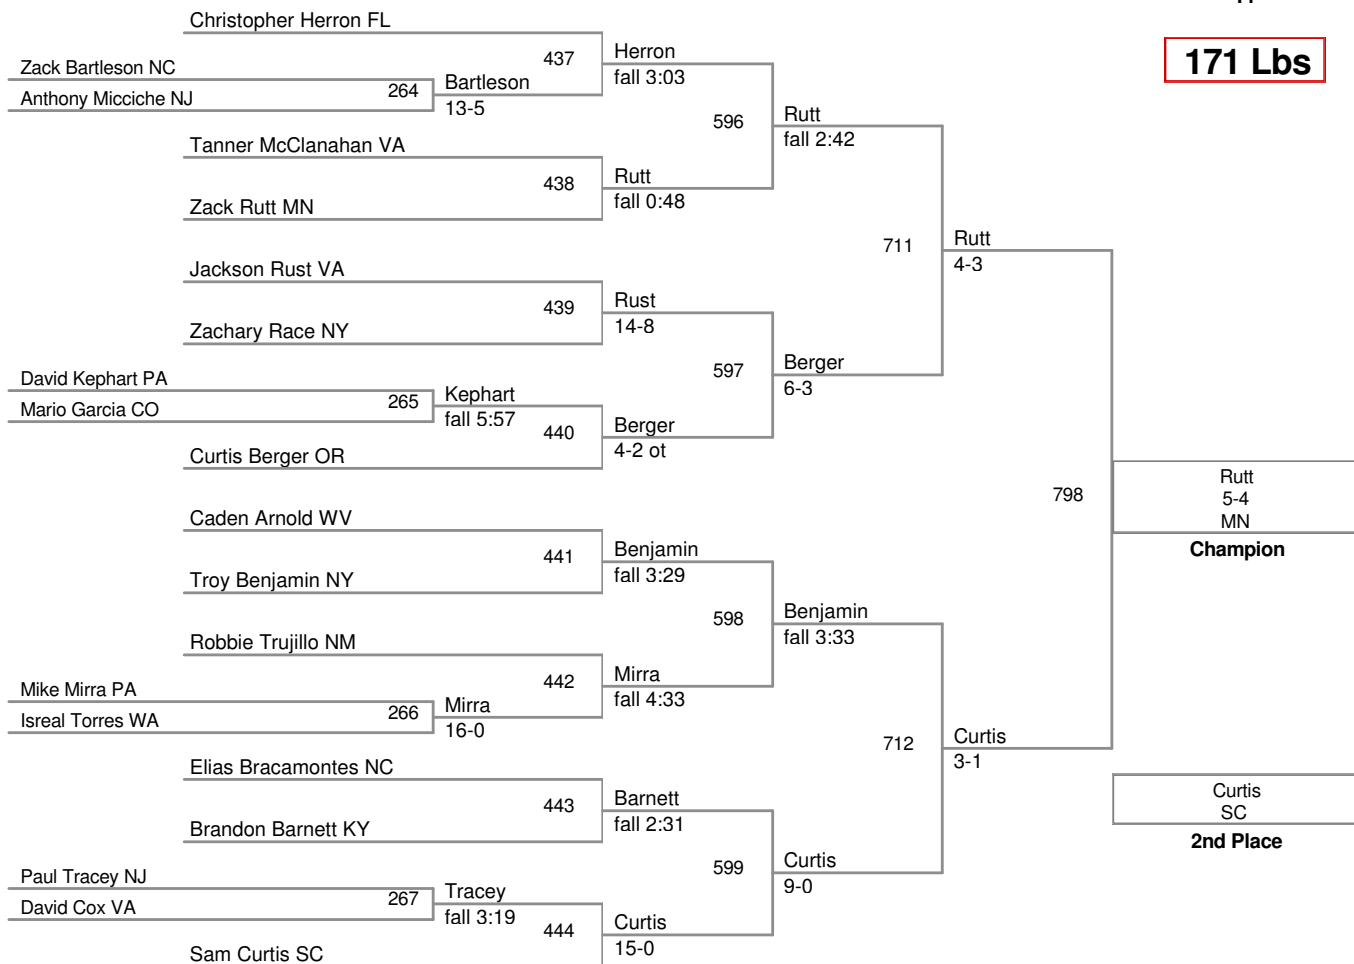 Christopher Herron FL
171 Lbs
437
Herron
fall 3:03
Zack Bartleson NC
Anthony Micciche NJ
264
Bartleson
13-5
596
Rutt
fall 2:42
Tanner McClanahan VA
438
Rutt
fall 0:48
Zack Rutt MN
711
Rutt
4-3
Jackson Rust VA
439
Rust
14-8
Zachary Race NY
597
Berger
6-3
David Kephart PA
Mario Garcia CO
265
Kephart
fall 5:57
440
Berger
4-2 ot
Curtis Berger OR
798
Rutt
5-4
MN
Champion
Caden Arnold WV
441
Benjamin
fall 3:29
Troy Benjamin NY
598
Benjamin
fall 3:33
Robbie Trujillo NM
442
Mirra
fall 4:33
Mike Mirra PA
Isreal Torres WA
266
Mirra
16-0
712
Curtis
3-1
Elias Bracamontes NC
443
Barnett
fall 2:31
Brandon Barnett KY
Curtis
SC
2nd Place
599
Curtis
9-0
Paul Tracey NJ
David Cox VA
267
Tracey
fall 3:19
444
Curtis
15-0
Sam Curtis SC